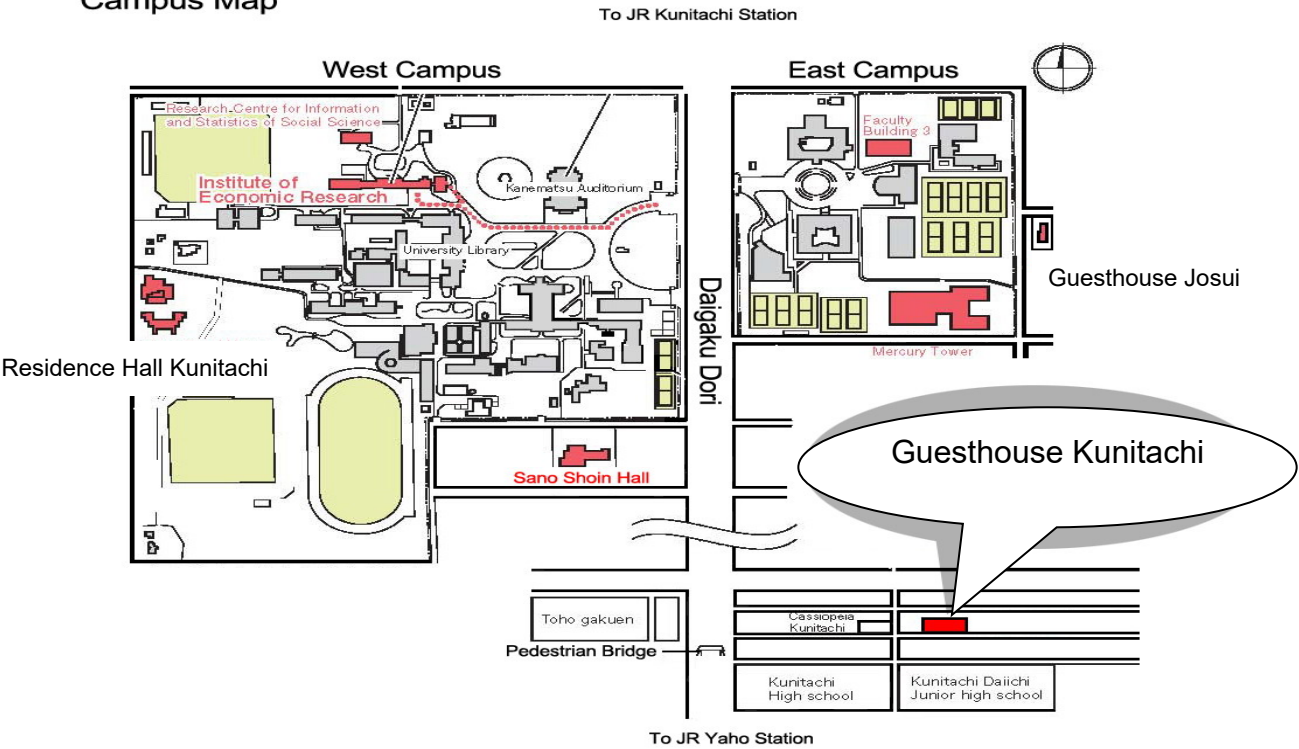 Campus Map
To JR Kunitachi Station
West Campus
East Campus
Research Centre for Information
and Statistics of Social Science
Faculty
Building 3
Institute of
Economic Research
Kanematsu Auditorium
University Library
Guesthouse Josui
Daigaku Dori
Mercury Tower
Residence Hall Kunitachi
Guesthouse Kunitachi
Sano Shoin Hall
Toho gakuen
Cassiopeia
Kunitachi
Pedestrian Bridge
Kunitachi
High school
Kunitachi Daiichi
Junior high school
To JR Yaho Station